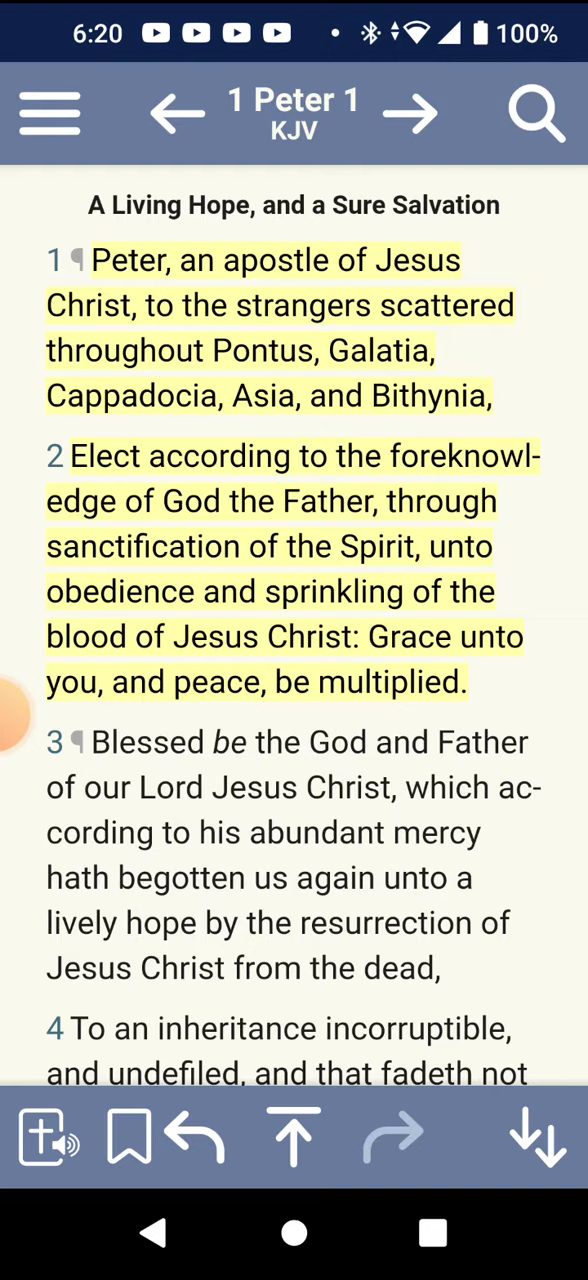 6:20
100%
1 Peter 1
KJV
A Living Hope, and a Sure Salvation
1 ¶ Peter, an apostle of Jesus
Christ, to the strangers scattered
throughout Pontus, Galatia,
Cappadocia, Asia, and Bithynia,
2 Elect according to the foreknowl-
edge of God the Father, through
sanctification of the Spirit, unto
obedience and sprinkling of the
blood of Jesus Christ: Grace unto
you, and peace, be multiplied.
3 ¶ Blessed be the God and Father
of our Lord Jesus Christ, which ac-
cording to his abundant mercy
hath begotten us again unto a
lively hope by the resurrection of
Jesus Christ from the dead,
4 To an inheritance incorruptible,
and undefiled, and that fadeth not